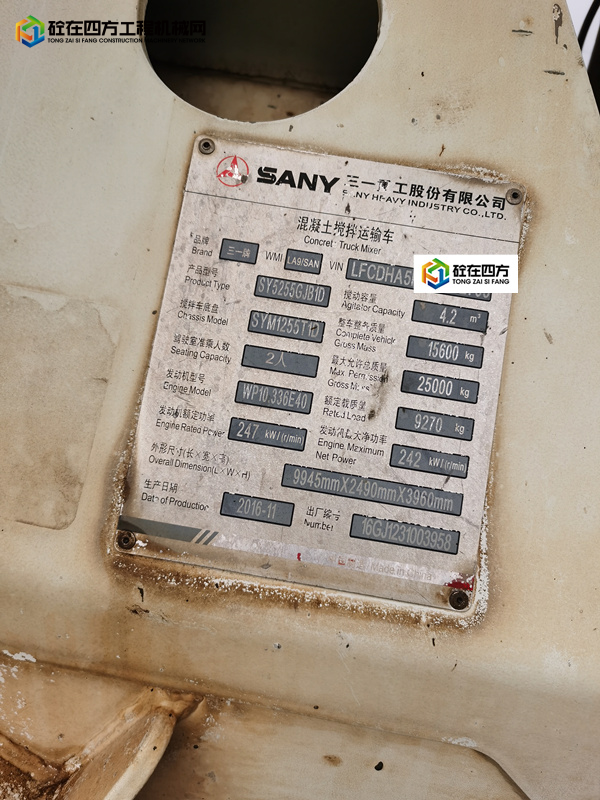 砼在四方工程机械网
TONG ZAI SI FANG CONSTRUCTION
SANY 三一重工股份有限公司
SANY HEAVY INDUSTRY CO.,LTD.
混凝土搅拌运输车
Concrete Truck Mixer
品牌 Brand 三一牌 WMI LA9/SAN VIN LFCDHA5
砼在四方
TONG ZAI SI FANG
产品型号 Product Type SY5255GJB1D 搅动容量 Agitator Capacity 4.2 m³
搅拌车底盘 Chassis Model SYM1255T1D 整车整备质量 Complete Vehicle Gross Mass 15600 kg
驾驶室准乘人数 Seating Capacity 2人 最大允许总质量 Max. Permission Gross Mass 25000 kg
发动机型号 Engine Model WP10.336E40 额定载质量 Rated Load 9270 kg
发动机额定功率 Engine Rated Power 247 kW/(r/min) 发动机最大净功率 Engine Maximum Net Power 242 kW/(r/min)
外形尺寸(长×宽×高) Overall Dimension(L×W×H) 9945mmX2490mmX3960mm
生产日期 Date of Production 2016-11 出厂编号 Number 16GJ1231003958
Made in China